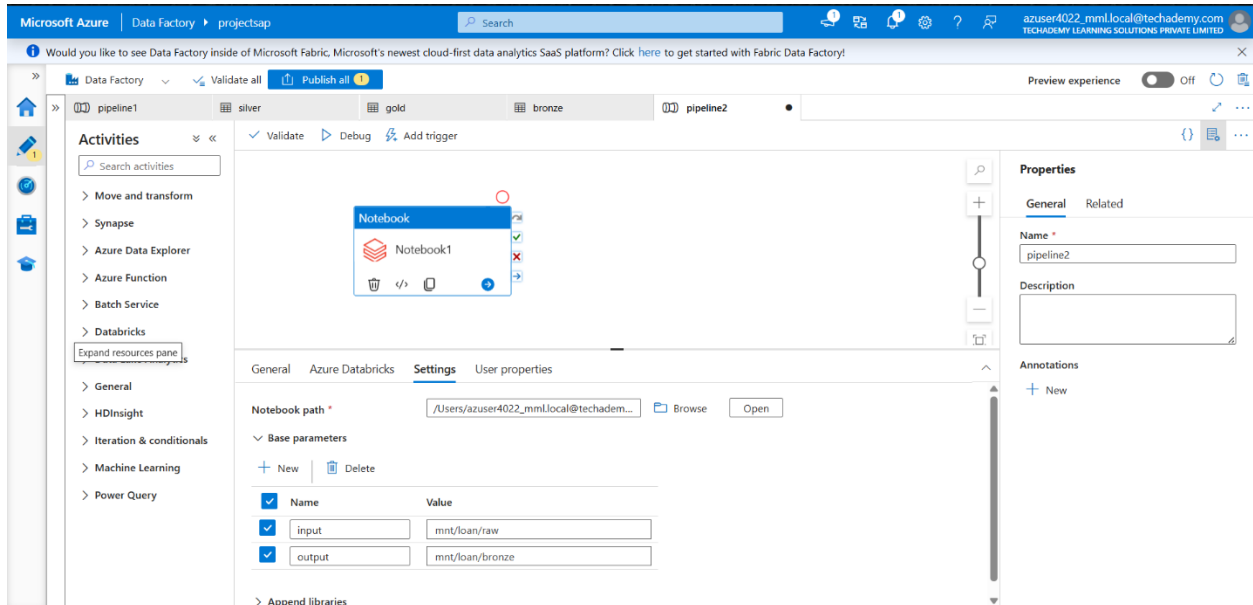 Microsoft Azure | Data Factory ▸ projectsap
Search
1
1
azuser4022_mml.local@techademy.com
TECHADEMY LEARNING SOLUTIONS PRIVATE LIMITED
Would you like to see Data Factory inside of Microsoft Fabric, Microsoft's newest cloud-first data analytics SaaS platform? Click here to get started with Fabric Data Factory!
Data Factory Validate all Publish all 1
Preview experience Off
pipeline1 silver gold bronze pipeline2
1
Activities
Search activities
Move and transform
Synapse
Azure Data Explorer
Azure Function
Batch Service
Databricks
Expand resources pane
General
HDInsight
Iteration & conditionals
Machine Learning
Power Query
Validate Debug Add trigger
Notebook
Notebook1
General Azure Databricks Settings User properties
Notebook path * /Users/azuser4022_mml.local@techadem... Browse Open
Base parameters
New Delete
Name Value
input mnt/loan/raw
output mnt/loan/bronze
Append libraries
Properties
General Related
Name *
pipeline2
Description
Annotations
New